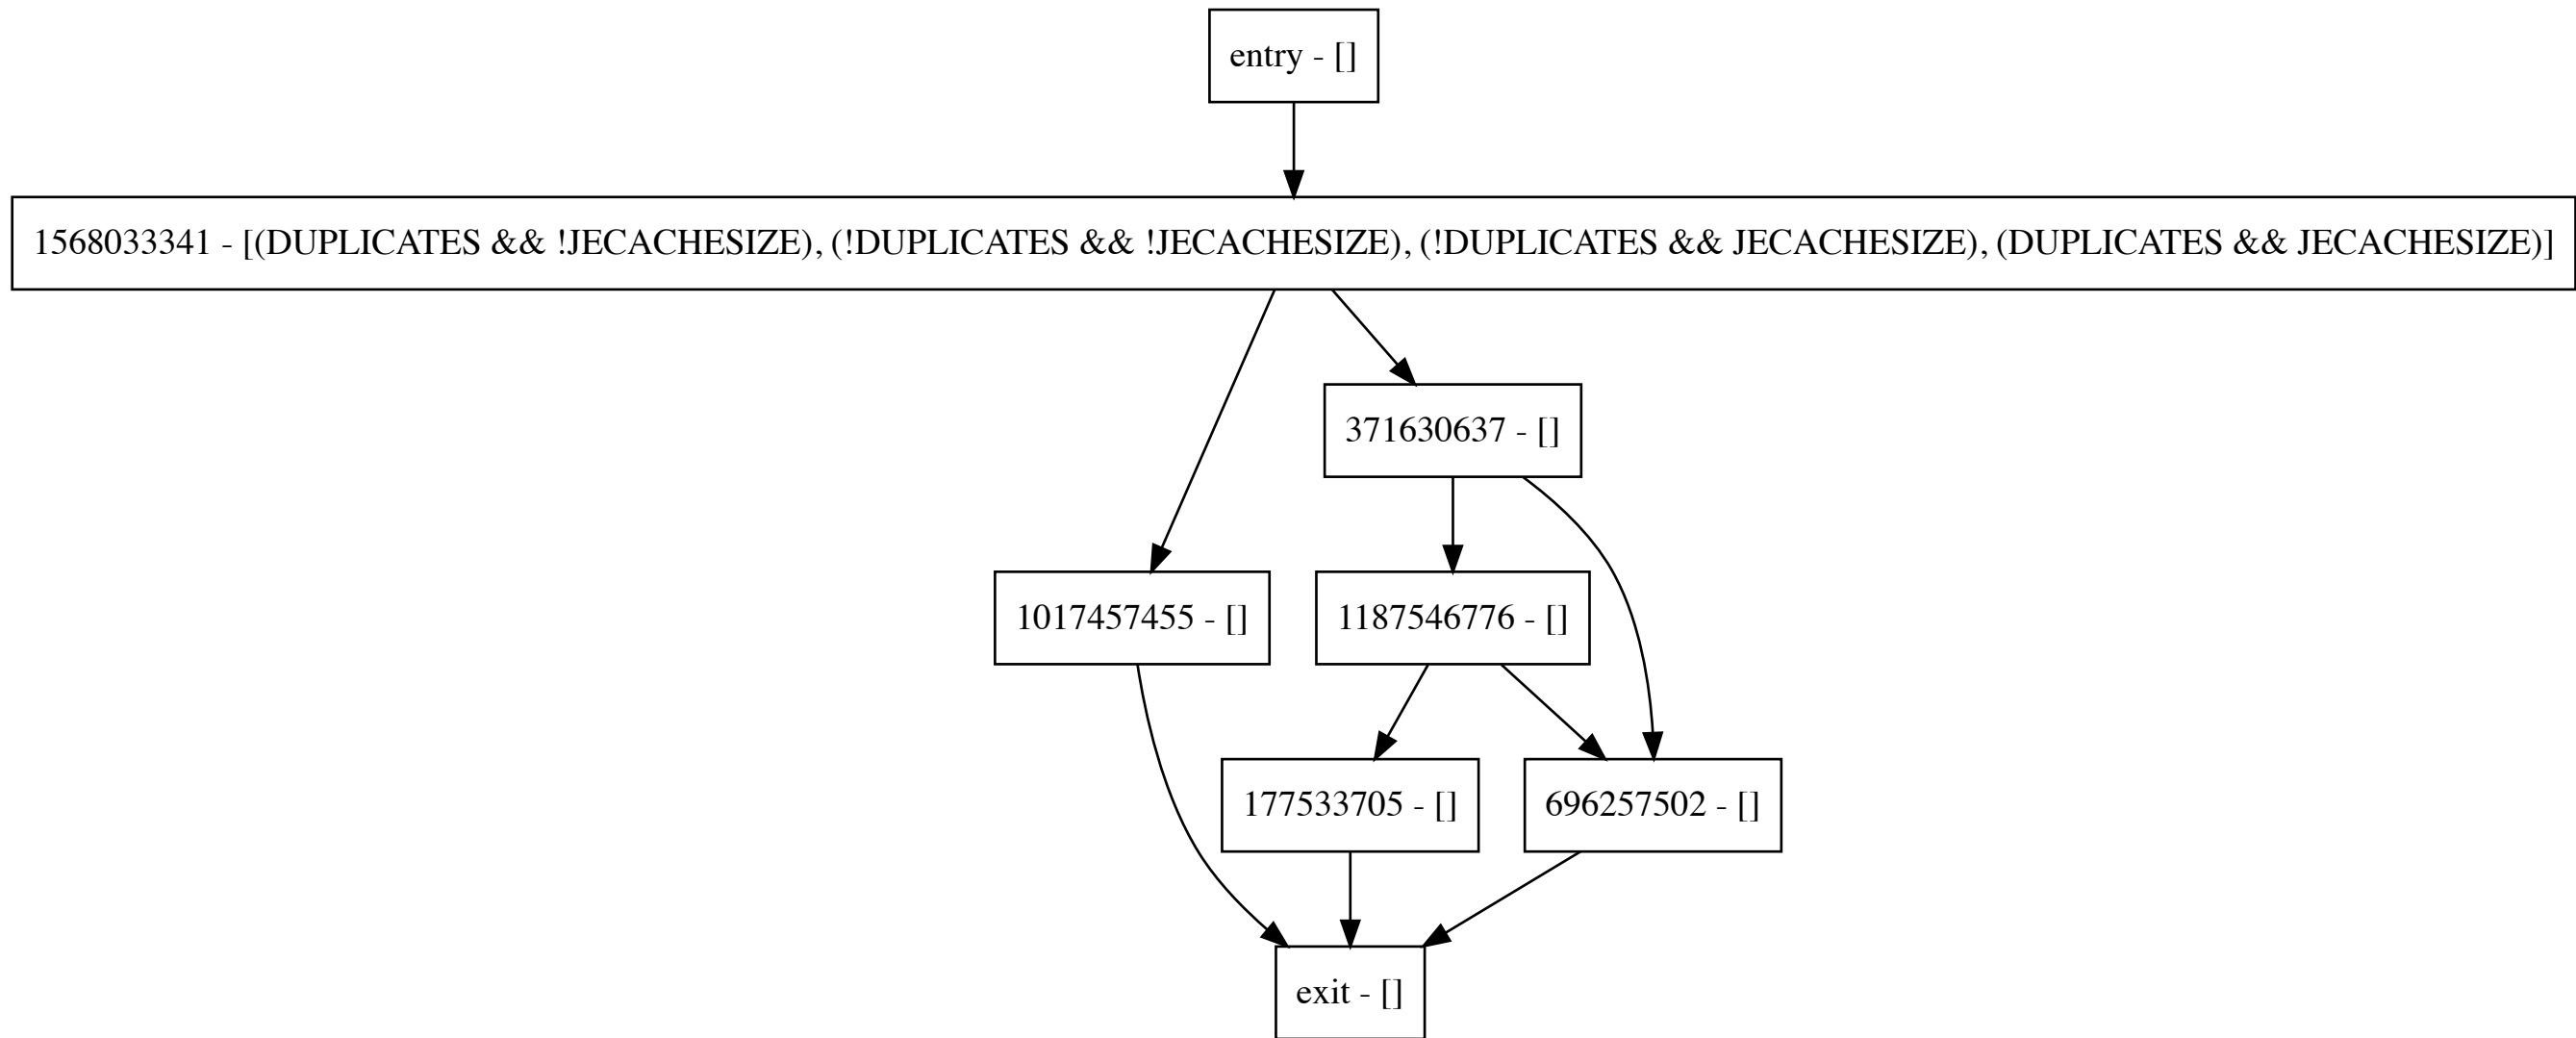 entry - []
1568033341 - [(DUPLICATES && !JECACHESIZE), (!DUPLICATES && !JECACHESIZE), (!DUPLICATES && JECACHESIZE), (DUPLICATES && JECACHESIZE)]
371630637 - []
1017457455 - []
1187546776 - []
177533705 - []
696257502 - []
exit - []